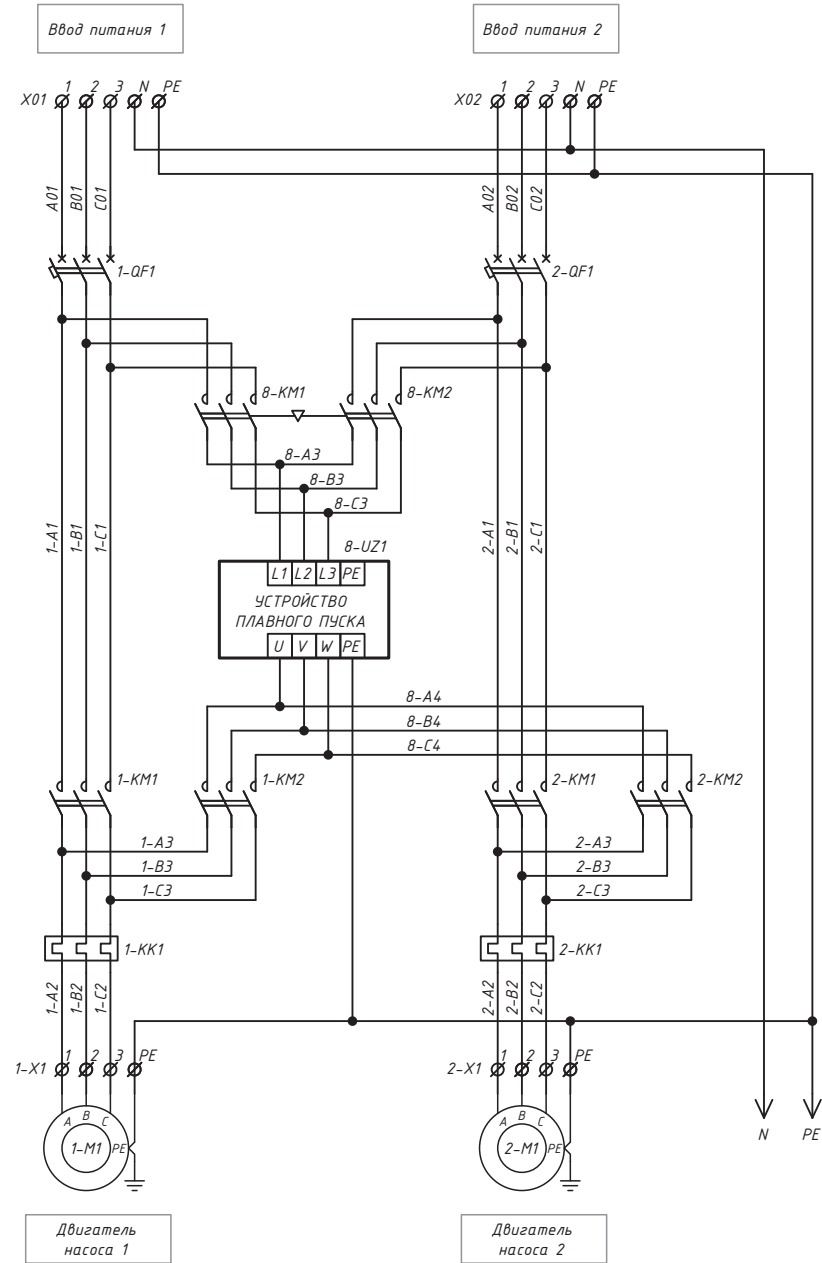 Ввод питания 1
Ввод питания 2
X01 1 2 3 N PE
X02 1 2 3 N PE
A01 B01 C01
A02 B02 C02
1-QF1
2-QF1
8-KM1
8-KM2
8-A3
8-B3
8-C3
1-A1 1-B1 1-C1
2-A1 2-B1 2-C1
8-UZ1
L1 L2 L3 PE
УСТРОЙСТВО
ПЛАВНОГО ПУСКА
U V W PE
8-A4
8-B4
8-C4
1-KM1
1-KM2
2-KM1
2-KM2
1-A3
1-B3
1-C3
2-A3
2-B3
2-C3
1-KK1
2-KK1
1-A2 1-B2 1-C2
2-A2 2-B2 2-C2
1-X1 1 2 3 PE
2-X1 1 2 3 PE
A B C
1-M1 PE
A B C
2-M1 PE
N PE
Двигатель
насоса 1
Двигатель
насоса 2